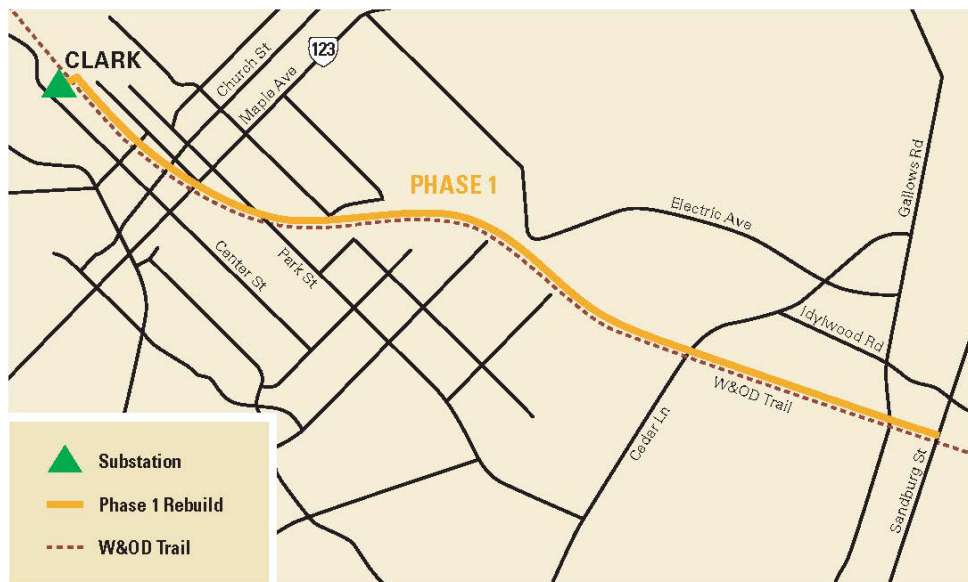 CLARK
Church St
123
Maple Ave
PHASE 1
Electric Ave
Gallows Rd
Center St
Park St
Idylwood Rd
W&OD Trail
Cedar Ln
Sandburg St
Substation
Phase 1 Rebuild
W&OD Trail